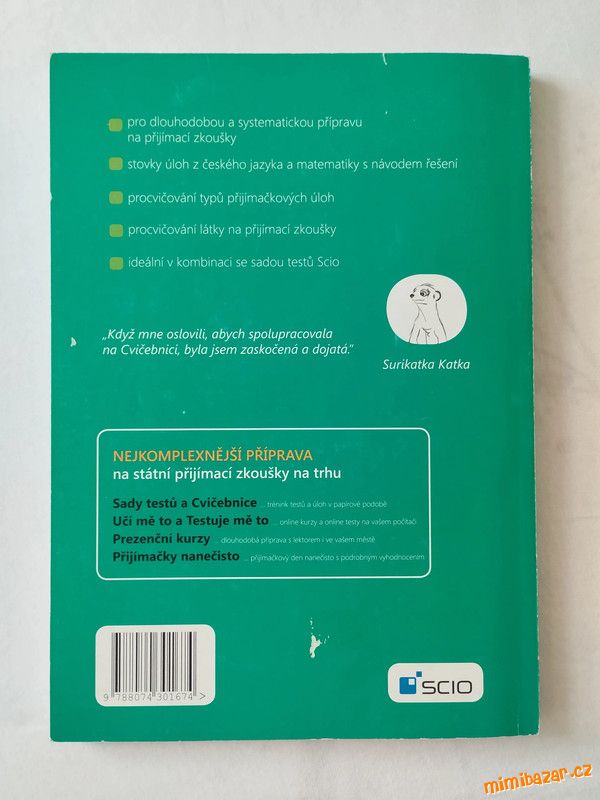 pro dlouhodobou a systematickou přípravu
na přijímací zkoušky
stovky úloh z českého jazyka a matematiky s návodem řešení
procvičování typů přijímačkových úloh
procvičování látky na přijímací zkoušky
ideální v kombinaci se sadou testů Scio
„Když mne oslovili, abych spolupracovala
na Cvičebnici, byla jsem zaskočená a dojatá.“
Surikatka Katka
NEJKOMPLEXNĚJŠÍ PŘÍPRAVA
na státní přijímací zkoušky na trhu
Sady testů a Cvičebnice ... trénink testů a úloh v papírové podobě
Učí mě to a Testuje mě to ... online kurzy a online testy na vašem počítači
Prezenční kurzy ... dlouhodobá příprava s lektorem i ve vašem městě
Přijímačky nanečisto ... přijímačkový den nanečisto s podrobným vyhodnocením
9 788074 301674 >
SCIO
mimibazar.cz